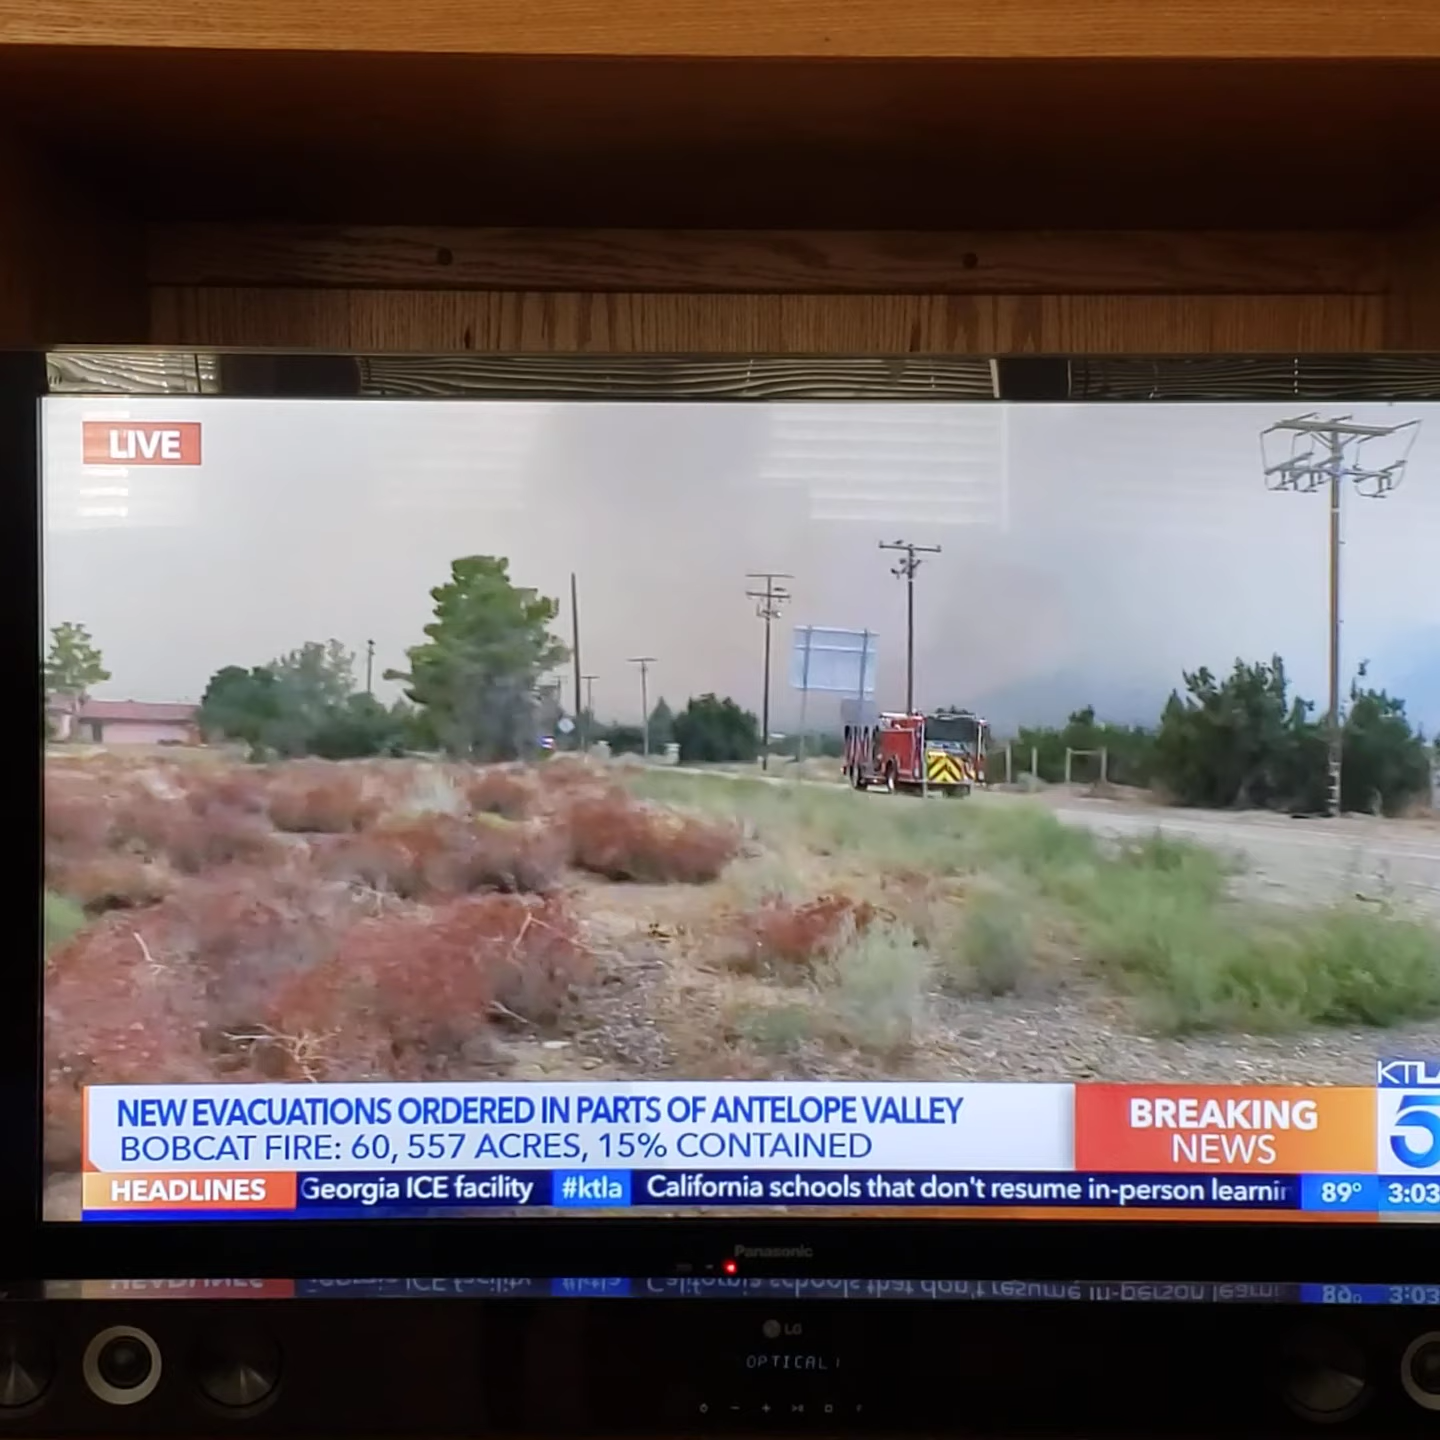 LIVE
KTLA
NEW EVACUATIONS ORDERED IN PARTS OF ANTELOPE VALLEY
BOBCAT FIRE: 60, 557 ACRES, 15% CONTAINED
BREAKING
NEWS
5
HEADLINES Georgia ICE facility #ktla California schools that don't resume in-person learnin 89° 3:03
Panasonic
LG
OPTICAL